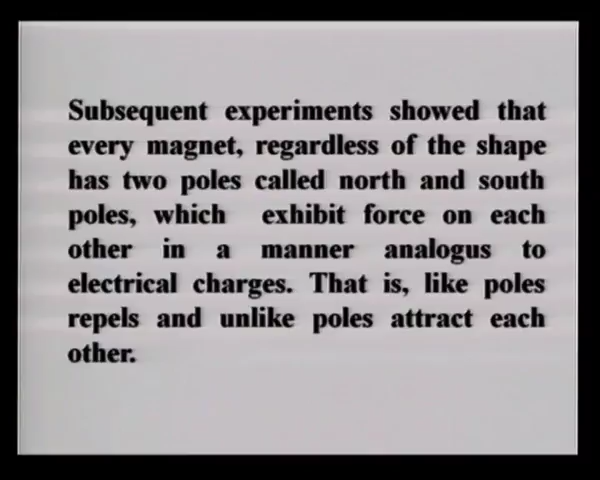 Subsequent experiments showed that
every magnet, regardless of the shape
has two poles called north and south
poles, which exhibit force on each
other in a manner analogus to
electrical charges. That is, like poles
repels and unlike poles attract each
other.